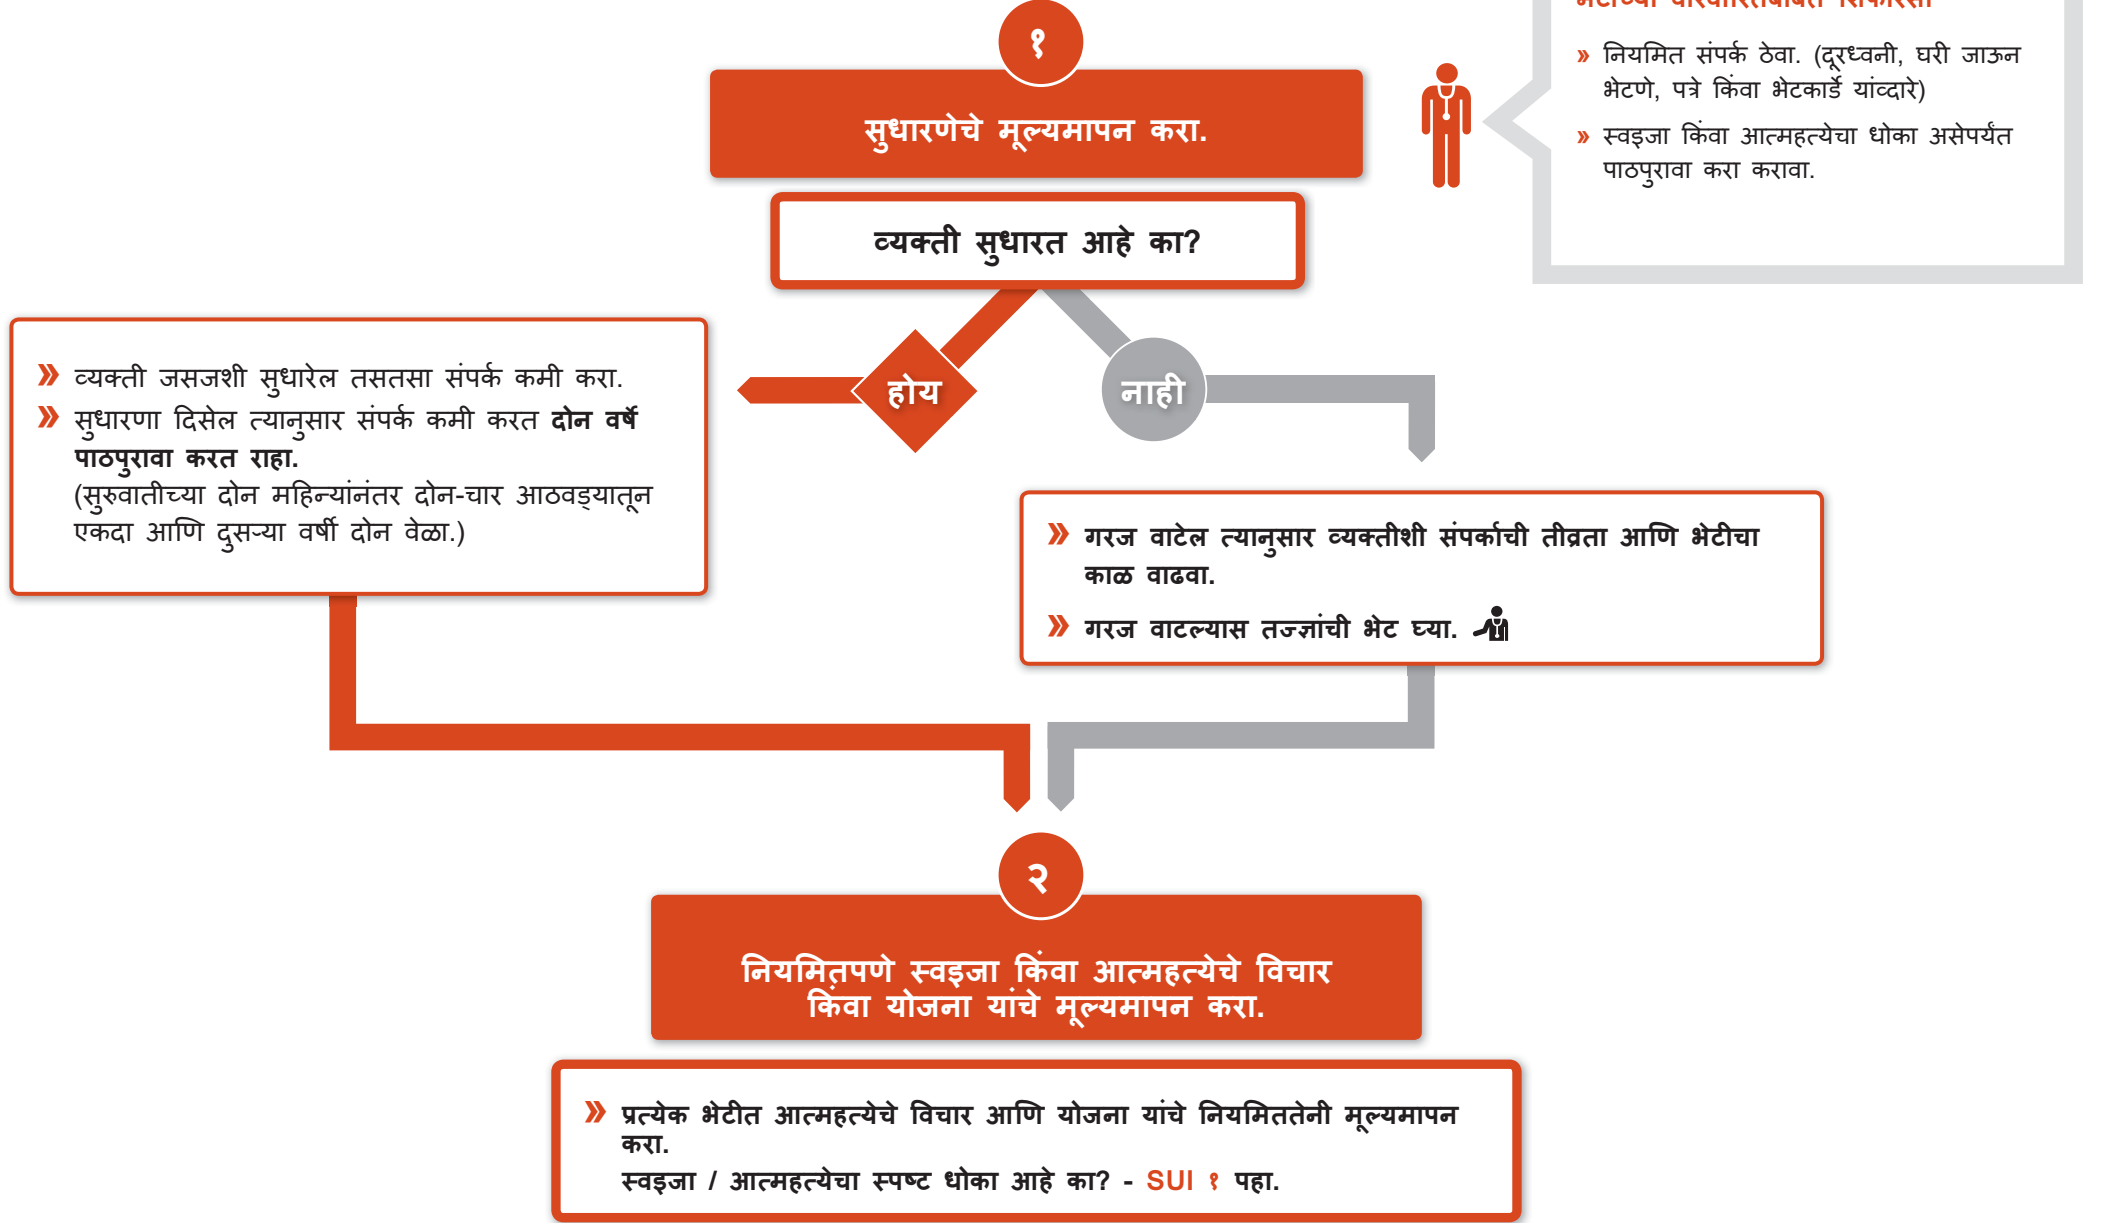 १
सुधारणेचे मूल्यमापन करा.
व्यक्ती सुधारत आहे का?
» नियमित संपर्क ठेवा. (दूरध्वनी, घरी जाऊन
भेटणे, पत्रे किंवा भेटकार्डे यांव्दारे)
» स्वइजा किंवा आत्महत्येचा धोका असेपर्यंत
पाठपुरावा करा करावा.
होय
नाही
» व्यक्ती जसजशी सुधारेल तसतसा संपर्क कमी करा.
» सुधारणा दिसेल त्यानुसार संपर्क कमी करत दोन वर्षे
पाठपुरावा करत राहा.
(सुरुवातीच्या दोन महिन्यांनंतर दोन-चार आठवड्यातून
एकदा आणि दुसऱ्या वर्षी दोन वेळा.)
» गरज वाटेल त्यानुसार व्यक्तीशी संपर्काची तीव्रता आणि भेटीचा
काळ वाढवा.
» गरज वाटल्यास तज्ज्ञांची भेट घ्या.
२
नियमितपणे स्वइजा किंवा आत्महत्येचे विचार
किंवा योजना यांचे मूल्यमापन करा.
» प्रत्येक भेटीत आत्महत्येचे विचार आणि योजना यांचे नियमिततेनी मूल्यमापन
करा.
स्वइजा / आत्महत्येचा स्पष्ट धोका आहे का? - SUI १ पहा.